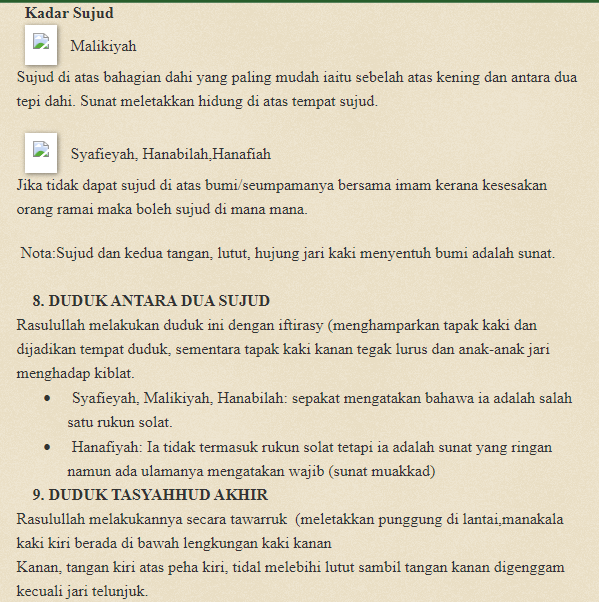 Kadar Sujud
Malikiyah
Sujud di atas bahagian dahi yang paling mudah iaitu sebelah atas kening dan antara dua
tepi dahi. Sunat meletakkan hidung di atas tempat sujud.
Syafieyah, Hanabilah,Hanafiah
Jika tidak dapat sujud di atas bumi/seumpamanya bersama imam kerana kesesakan
orang ramai maka boleh sujud di mana mana.
Nota:Sujud dan kedua tangan, lutut, hujung jari kaki menyentuh bumi adalah sunat.
8. DUDUK ANTARA DUA SUJUD
Rasulullah melakukan duduk ini dengan iftirasy (menghamparkan tapak kaki dan
dijadikan tempat duduk, sementara tapak kaki kanan tegak lurus dan anak-anak jari
menghadap kiblat.
• Syafieyah, Malikiyah, Hanabilah: sepakat mengatakan bahawa ia adalah salah
satu rukun solat.
• Hanafiyah: Ia tidak termasuk rukun solat tetapi ia adalah sunat yang ringan
namun ada ulamanya mengatakan wajib (sunat muakkad)
9. DUDUK TASYAHHUD AKHIR
Rasulullah melakukannya secara tawarruk (meletakkan punggung di lantai,manakala
kaki kiri berada di bawah lengkungan kaki kanan
Kanan, tangan kiri atas peha kiri, tidal melebihi lutut sambil tangan kanan digenggam
kecuali jari telunjuk.